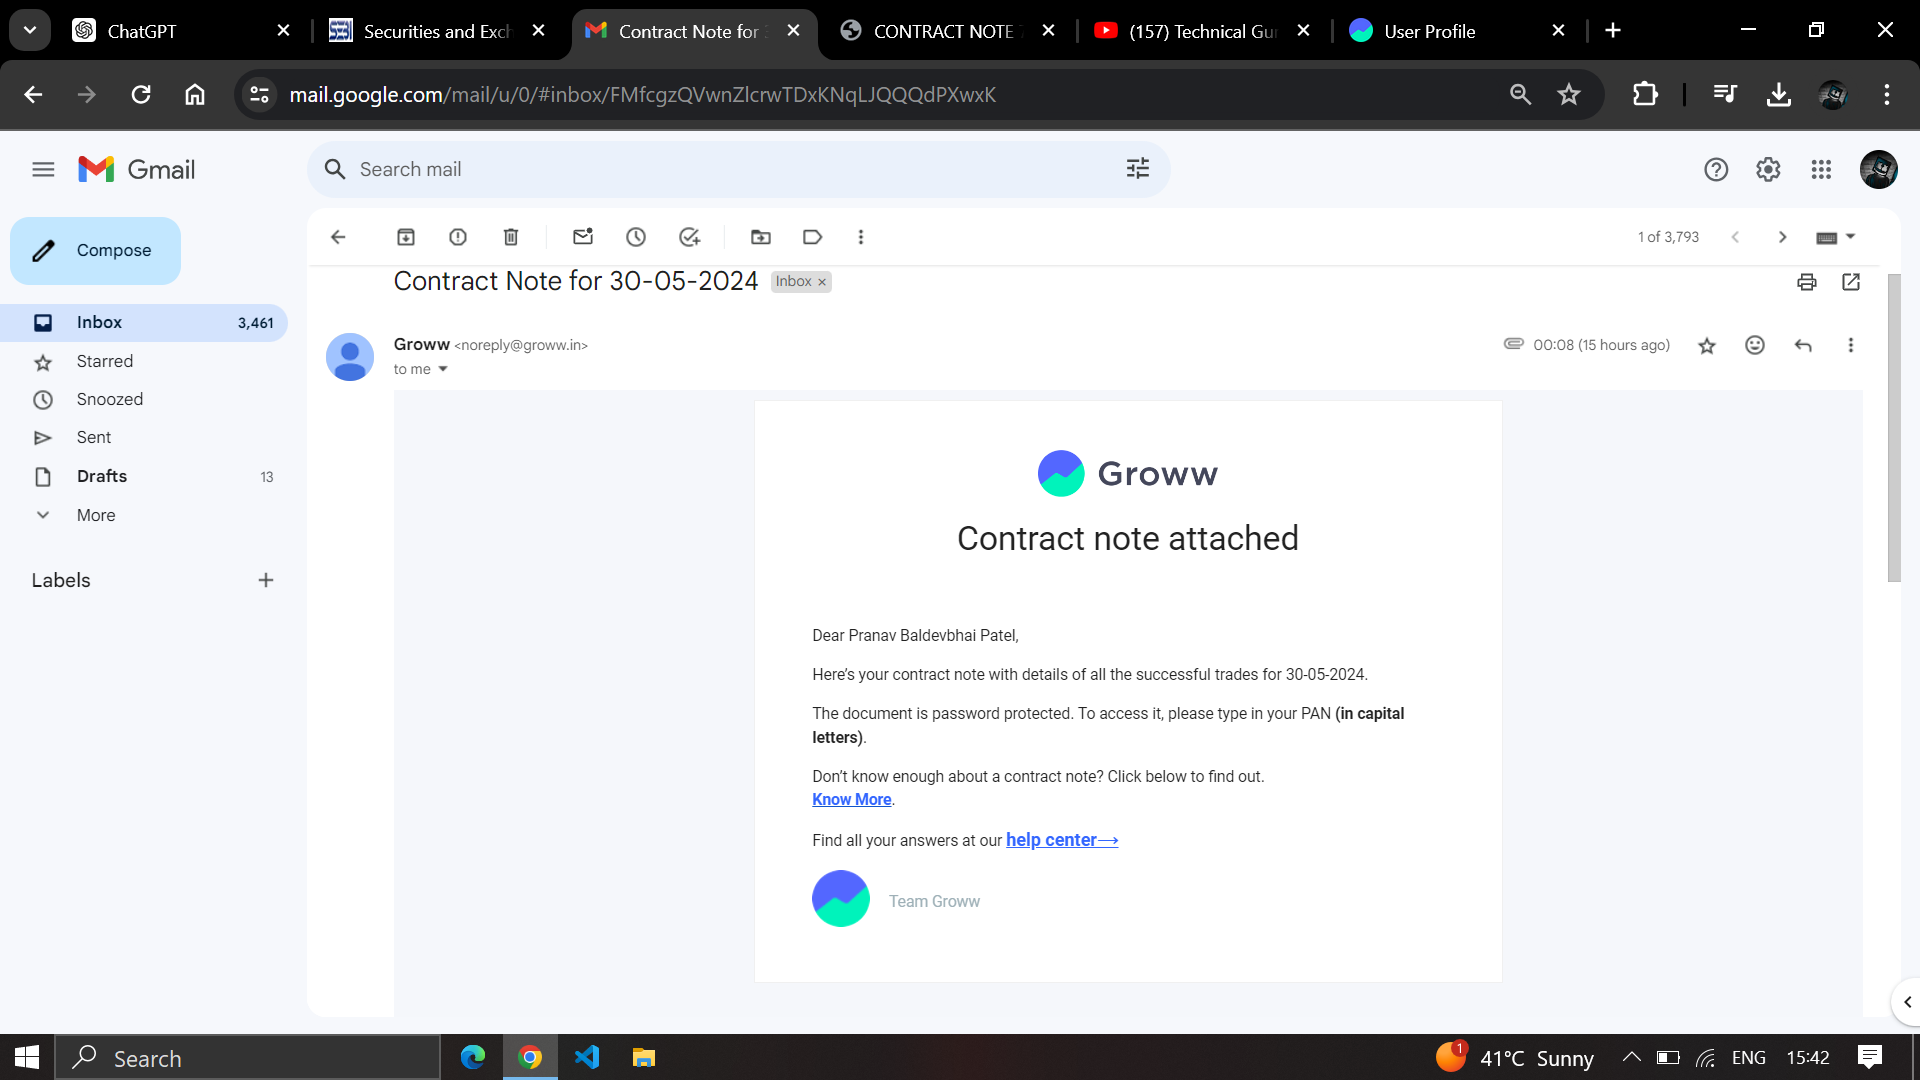 ChatGPT
Securities and Exch
Contract Note for 3
CONTRACT NOTE
(157) Technical Gur
User Profile
mail.google.com/mail/u/0/#inbox/FMfcgzQVwnZlcrwTDxKNqLJQQQdPXwxK
Gmail
Search mail
Compose
1 of 3,793
Contract Note for 30-05-2024 Inbox ×
Inbox 3,461
Starred
Snoozed
Sent
Drafts 13
More
Labels
Groww <noreply@groww.in>
00:08 (15 hours ago)
to me
Groww
Contract note attached
Dear Pranav Baldevbhai Patel,
Here’s your contract note with details of all the successful trades for 30-05-2024.
The document is password protected. To access it, please type in your PAN (in capital
letters).
Don’t know enough about a contract note? Click below to find out.
Know More.
Find all your answers at our help center→
Team Groww
Search
1
41°C Sunny
ENG
15:42